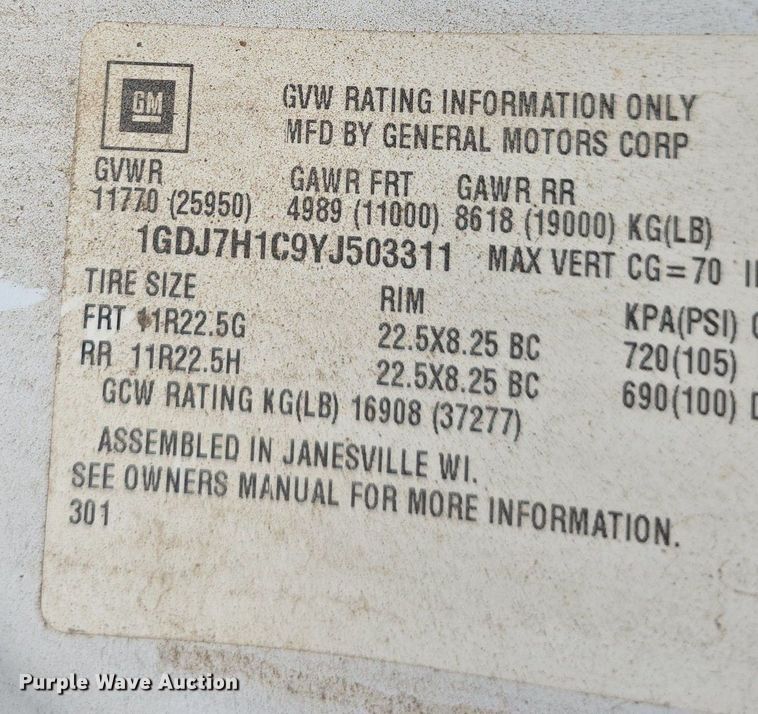 GM
GVW RATING INFORMATION ONLY
MFD BY GENERAL MOTORS CORP
GVWR GAWR FRT GAWR RR
11770 (25950) 4989 (11000) 8618 (19000) KG(LB)
1GDJ7H1C9YJ503311 MAX VERT CG=70
TIRE SIZE RIM KPA(PSI)
FRT 11R22.5G 22.5X8.25 BC 720(105)
RR 11R22.5H 22.5X8.25 BC 690(100)
GCW RATING KG(LB) 16908 (37277)
ASSEMBLED IN JANESVILLE WI.
SEE OWNERS MANUAL FOR MORE INFORMATION.
301
Purple Wave Auction